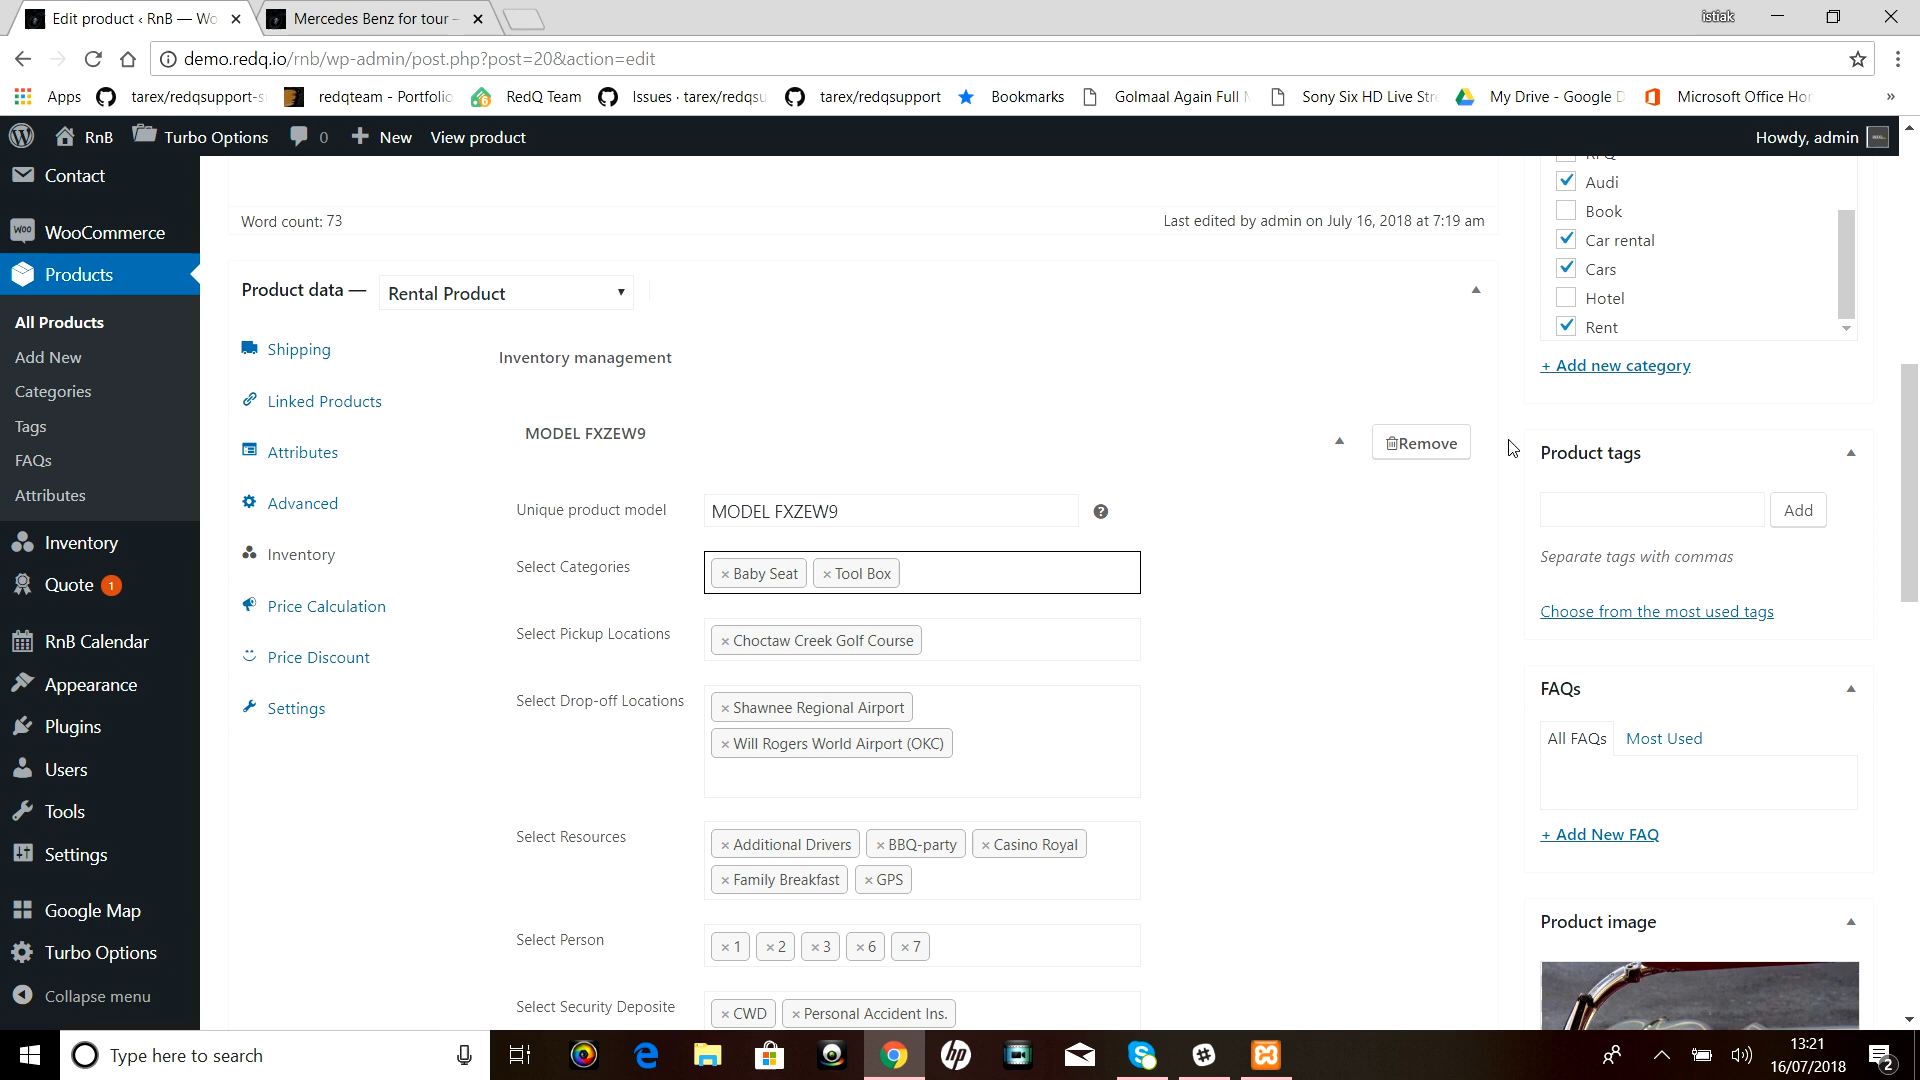 Edit product ‹ RnB — Wo
Mercedes Benz for tour –
istiak
demo.redq.io/rnb/wp-admin/post.php?post=20&action=edit
Apps
tarex/redqsupport-s
redqteam - Portfolio
RedQ Team
Issues · tarex/redqsu
tarex/redqsupport
Bookmarks
Golmaal Again Full
Sony Six HD Live Str
My Drive - Google D
Microsoft Office Hor
»
RnB
Turbo Options
0
New
View product
Howdy, admin
Contact
WooCommerce
Products
All Products
Add New
Categories
Tags
FAQs
Attributes
Inventory
Quote 1
RnB Calendar
Appearance
Plugins
Users
Tools
Settings
Google Map
Turbo Options
Collapse menu
Word count: 73
Last edited by admin on July 16, 2018 at 7:19 am
Product data —
Rental Product
Shipping
Linked Products
Attributes
Advanced
Inventory
Price Calculation
Price Discount
Settings
Inventory management
MODEL FXZEW9
Remove
Unique product model
MODEL FXZEW9
Select Categories
× Baby Seat
× Tool Box
Select Pickup Locations
× Choctaw Creek Golf Course
Select Drop-off Locations
× Shawnee Regional Airport
× Will Rogers World Airport (OKC)
Select Resources
× Additional Drivers
× BBQ-party
× Casino Royal
× Family Breakfast
× GPS
Select Person
× 1
× 2
× 3
× 6
× 7
Select Security Deposite
× CWD
× Personal Accident Ins.
Audi
Book
Car rental
Cars
Hotel
Rent
+ Add new category
Product tags
Add
Separate tags with commas
Choose from the most used tags
FAQs
All FAQs
Most Used
+ Add New FAQ
Product image
Type here to search
13:21
16/07/2018
2